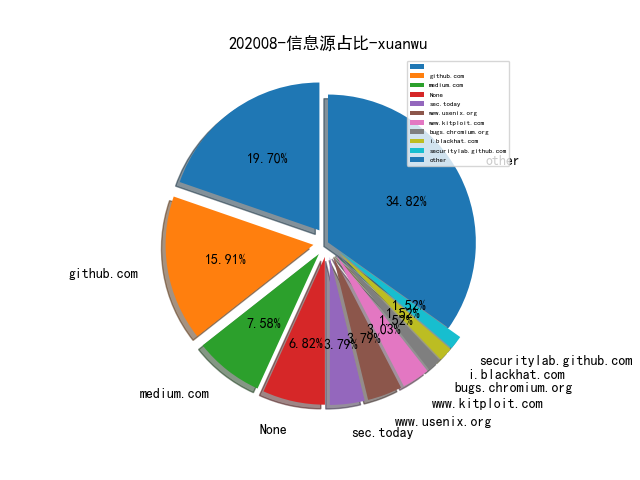 202008-信息源占比-xuanwu
github.com
medium.com
None
sec.today
www.usenix.org
www.kitploit.com
bugs.chromium.org
i.blackhat.com
securitylab.github.com
other
other
19.70%
34.82%
15.91%
github.com
7.58%
6.82%
3.79%
3.79%
3.03%
1.52%
1.52%
1.52%
securitylab.github.com
i.blackhat.com
bugs.chromium.org
medium.com
www.kitploit.com
www.usenix.org
None
sec.today